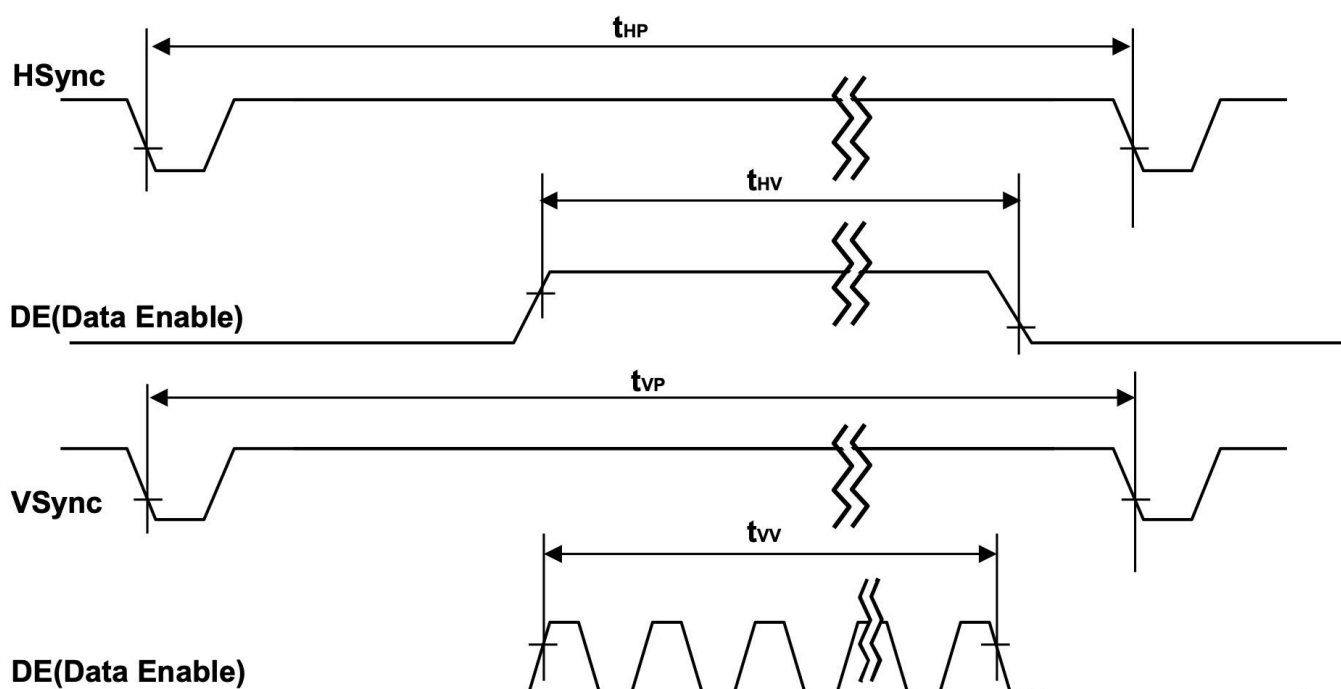 tHP
HSync
tHV
DE(Data Enable)
tVP
VSync
tVV
DE(Data Enable)